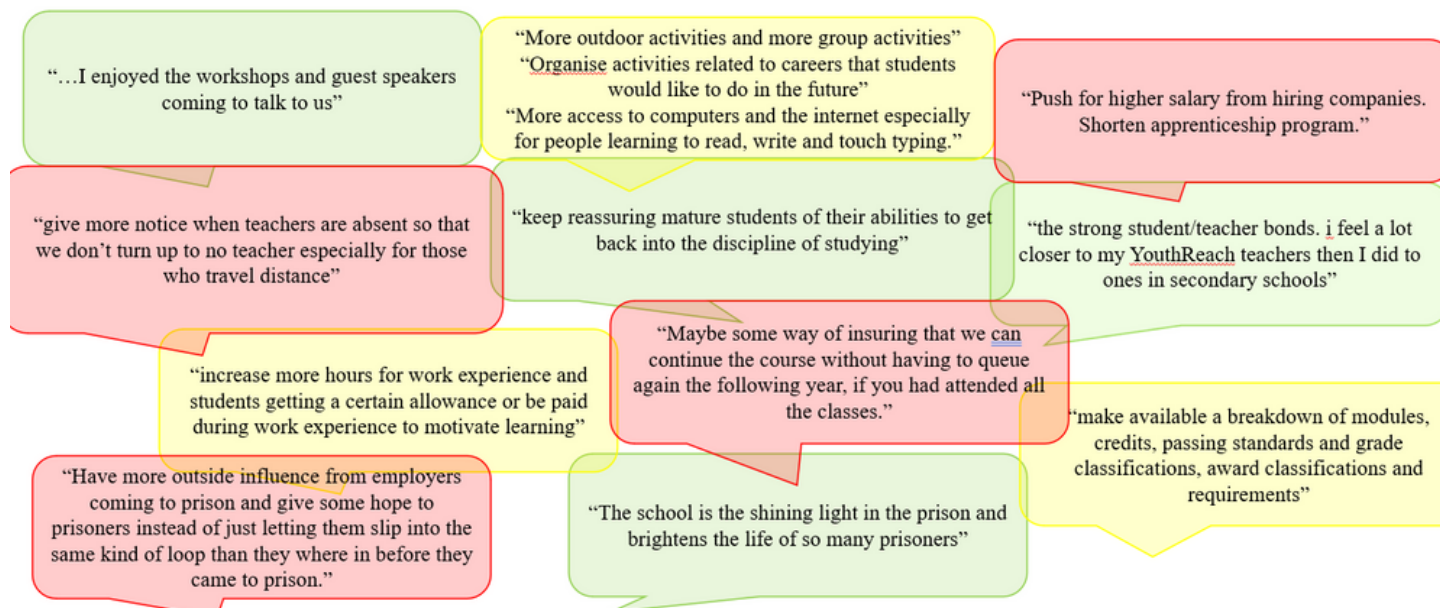 “…I enjoyed the workshops and guest speakers
coming to talk to us”
“More outdoor activities and more group activities”
“Organise activities related to careers that students
would like to do in the future”
“More access to computers and the internet especially
for people learning to read, write and touch typing.”
“Push for higher salary from hiring companies.
Shorten apprenticeship program.”
“give more notice when teachers are absent so that
we don’t turn up to no teacher especially for those
who travel distance”
“keep reassuring mature students of their abilities to get
back into the discipline of studying”
“the strong student/teacher bonds. i feel a lot
closer to my YouthReach teachers then I did to
ones in secondary schools”
“increase more hours for work experience and
students getting a certain allowance or be paid
during work experience to motivate learning”
“Maybe some way of insuring that we can
continue the course without having to queue
again the following year, if you had attended all
the classes.”
“make available a breakdown of modules,
credits, passing standards and grade
classifications, award classifications and
requirements”
“Have more outside influence from employers
coming to prison and give some hope to
prisoners instead of just letting them slip into the
same kind of loop than they where in before they
came to prison.”
“The school is the shining light in the prison and
brightens the life of so many prisoners”